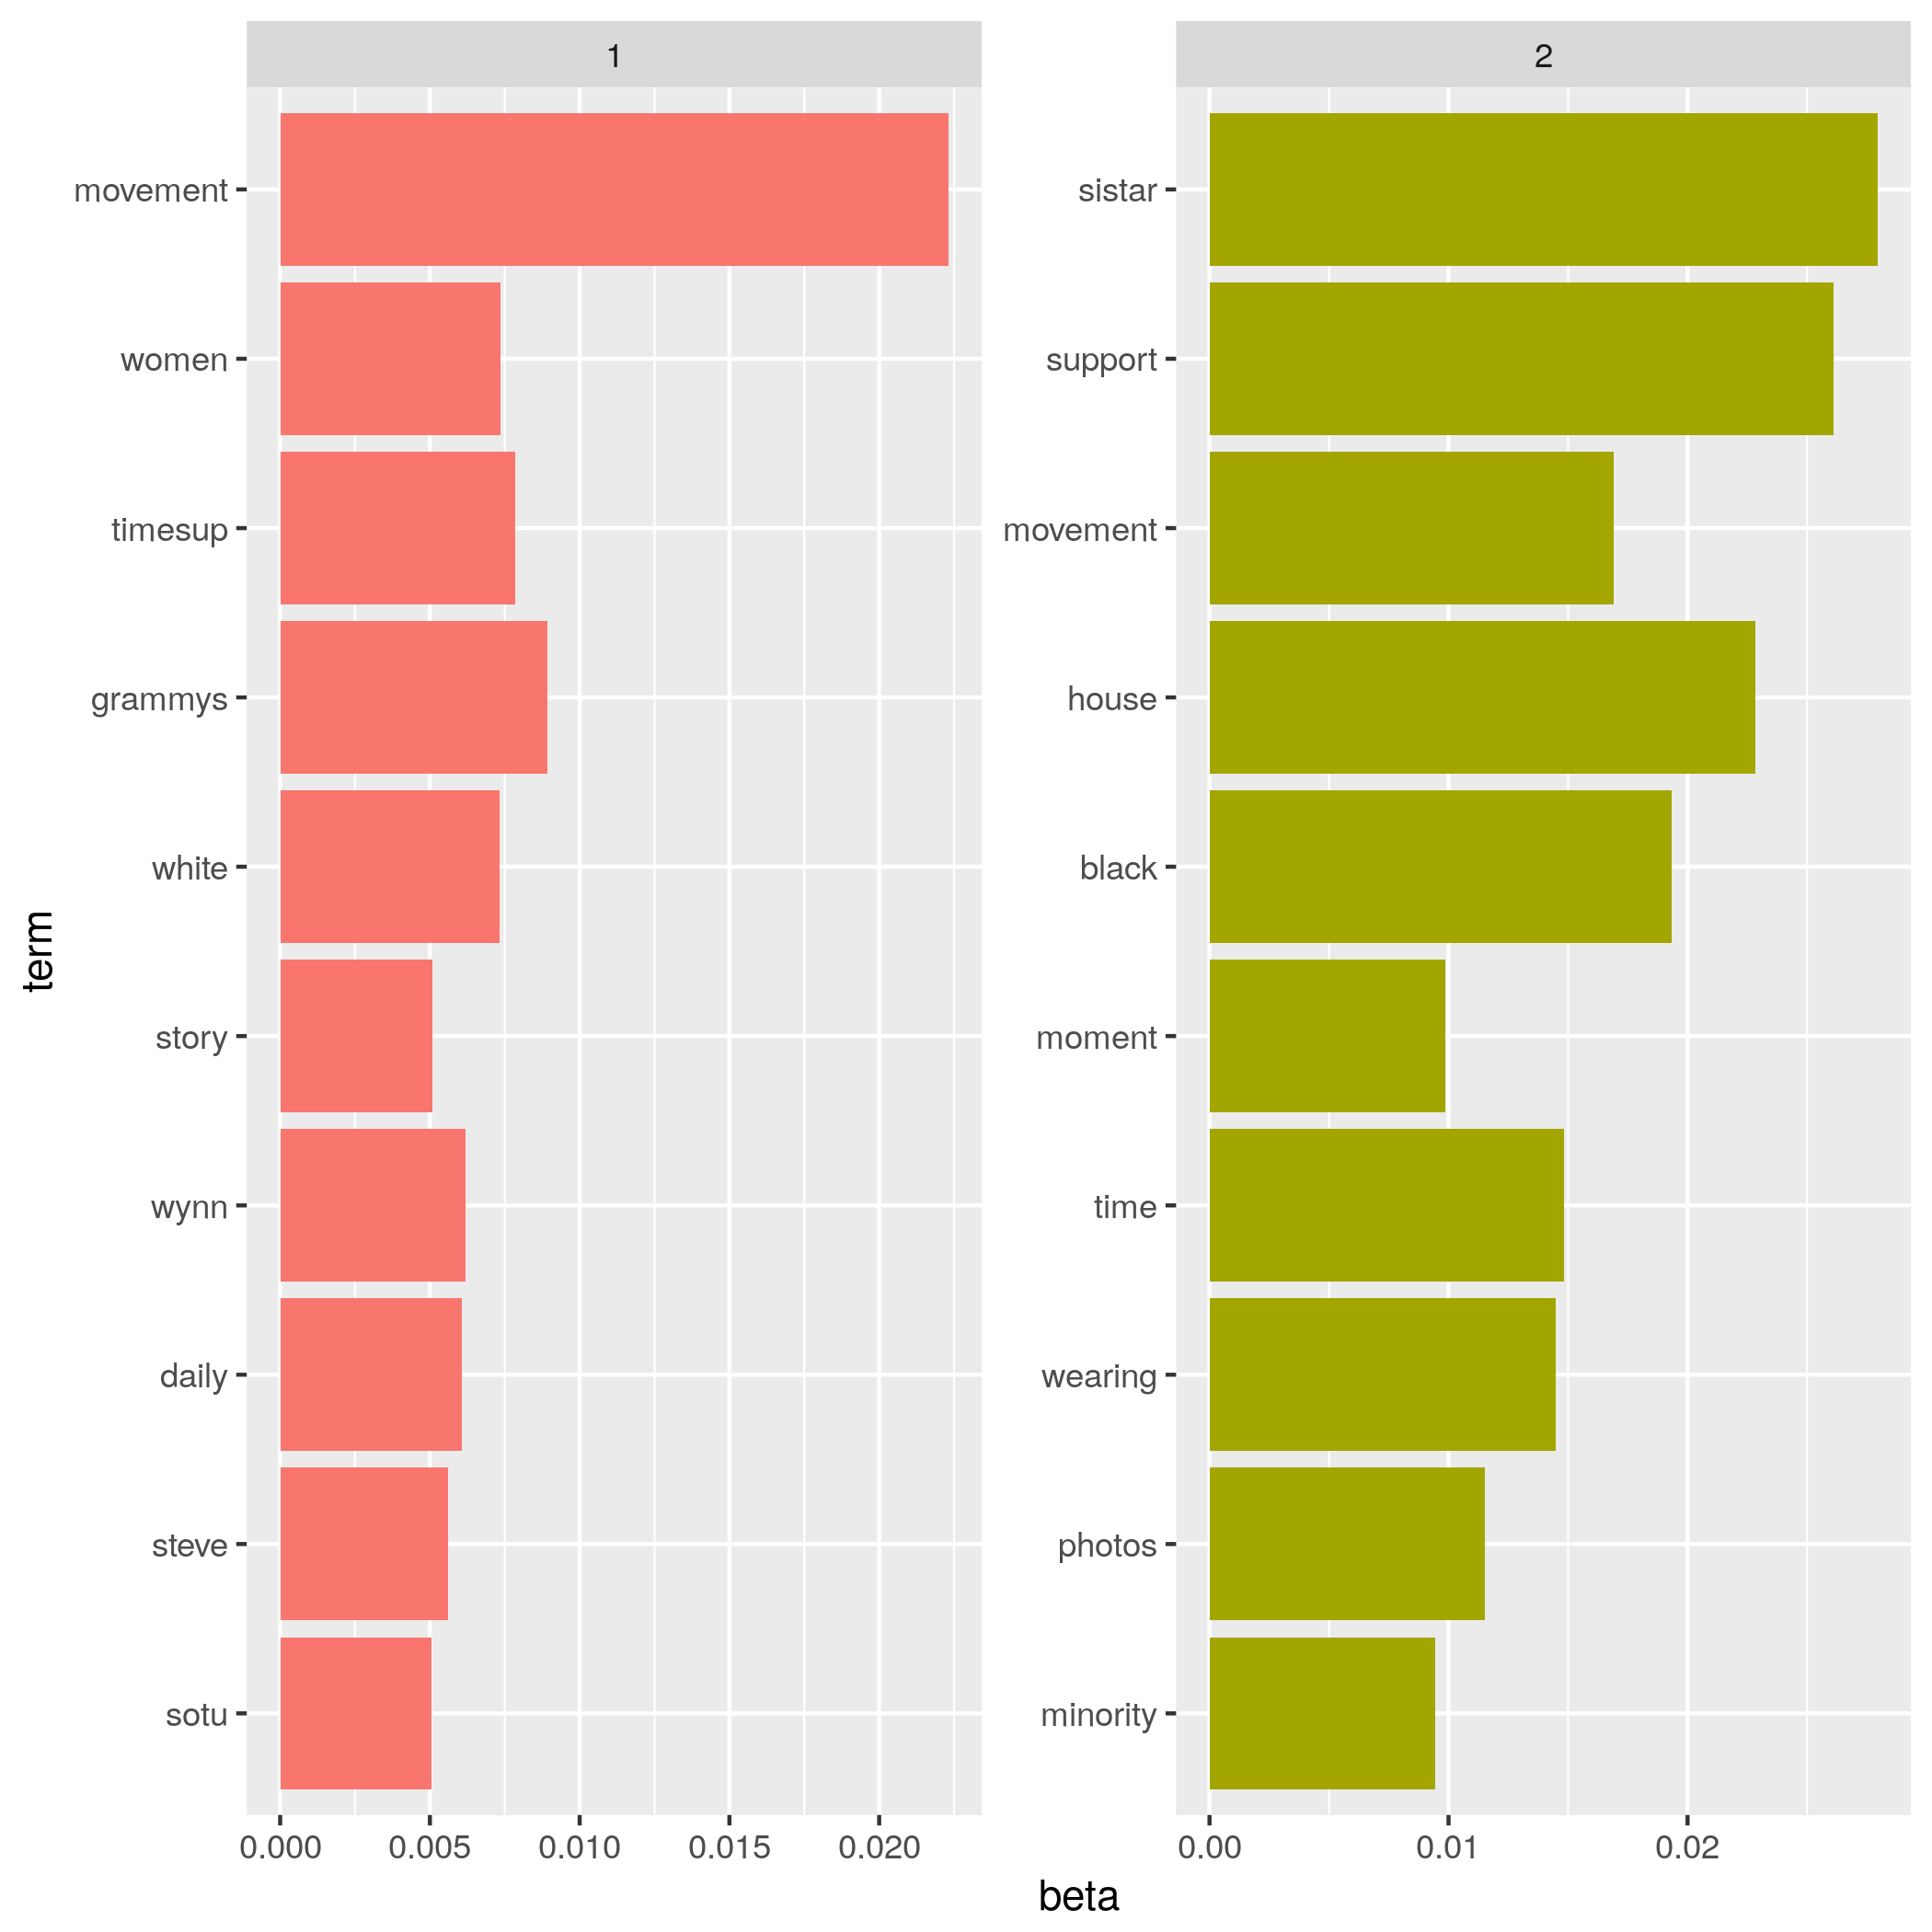 1
movement
women
timesup
grammys
white
story
wynn
daily
steve
sotu
0.000 0.005 0.010 0.015 0.020
2
sistar
support
movement
house
black
moment
time
wearing
photos
minority
0.00 0.01 0.02
term
beta